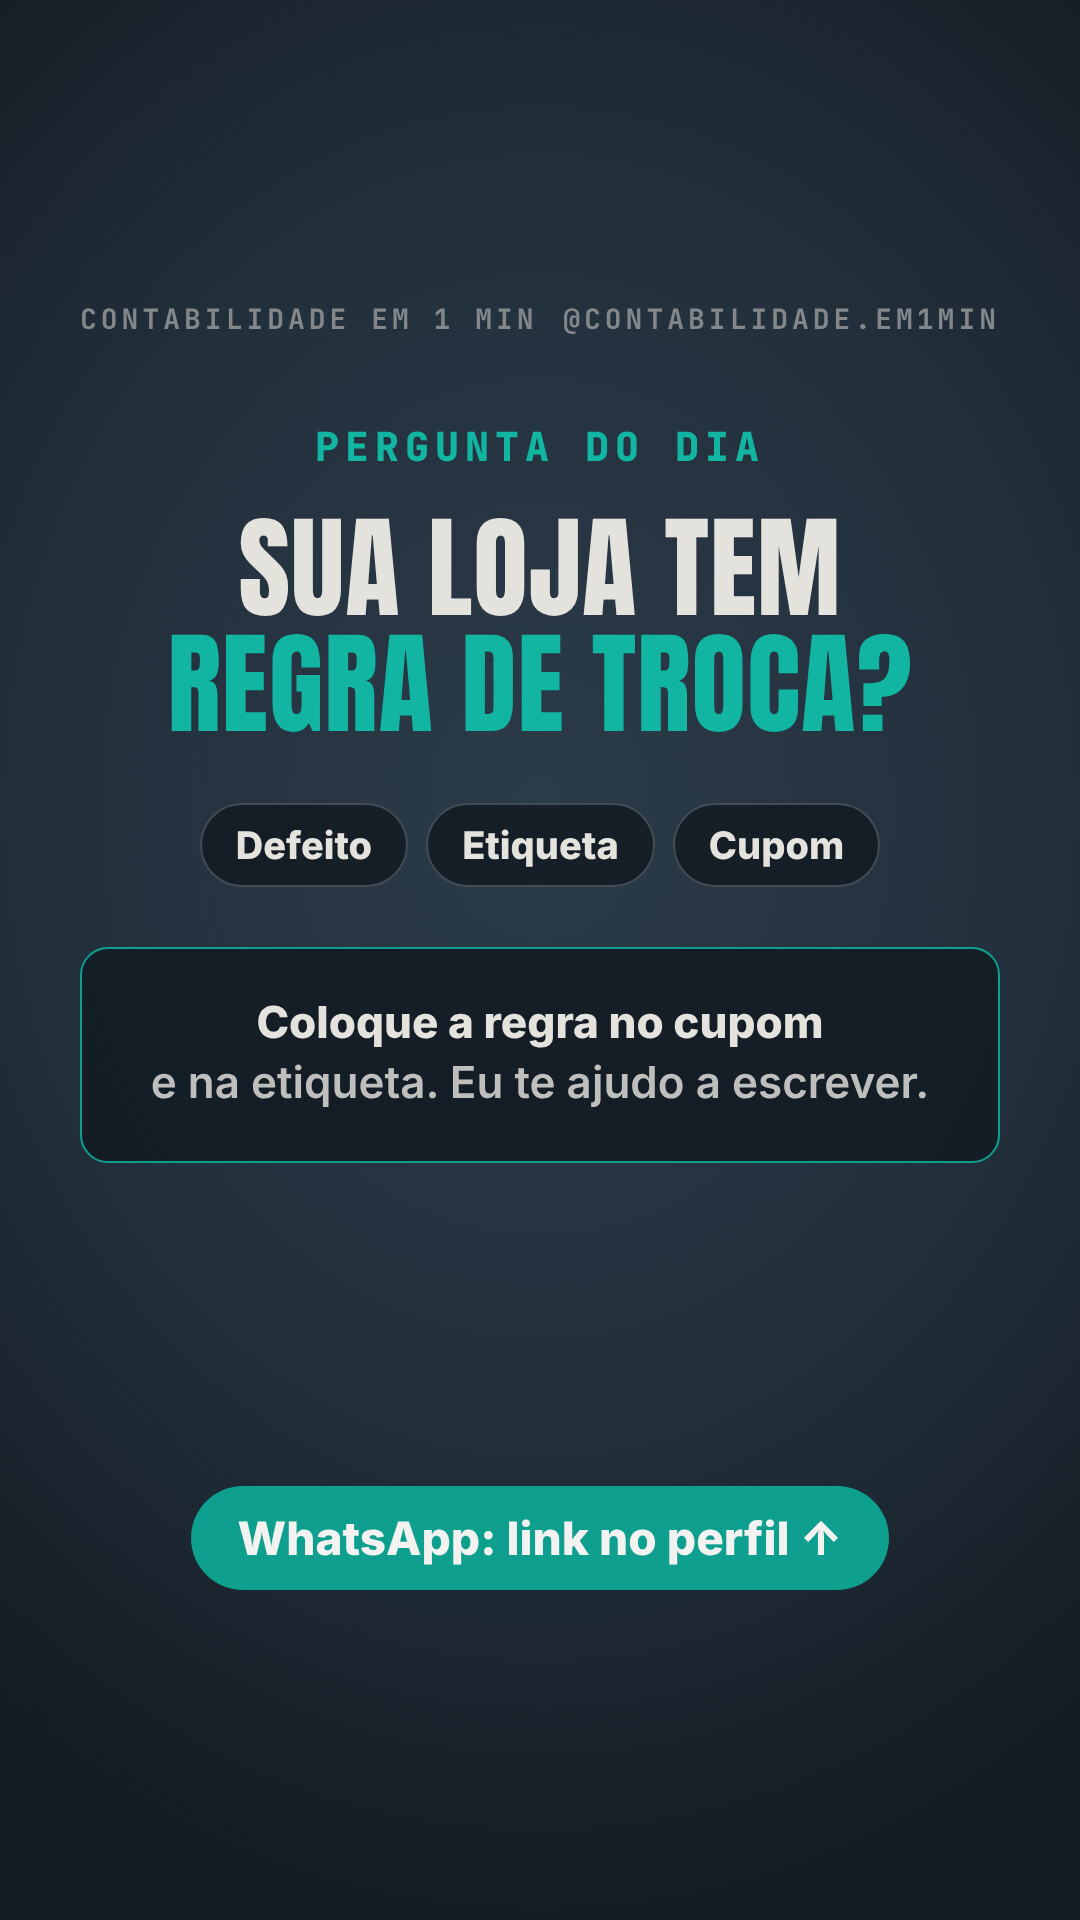 CONTABILIDADE EM 1 MIN @CONTABILIDADE.EM1MIN
PERGUNTA DO DIA
SUA LOJA TEM
REGRA DE TROCA?
Defeito Etiqueta Cupom
Coloque a regra no cupom
e na etiqueta. Eu te ajudo a escrever.
WhatsApp: link no perfil ↑